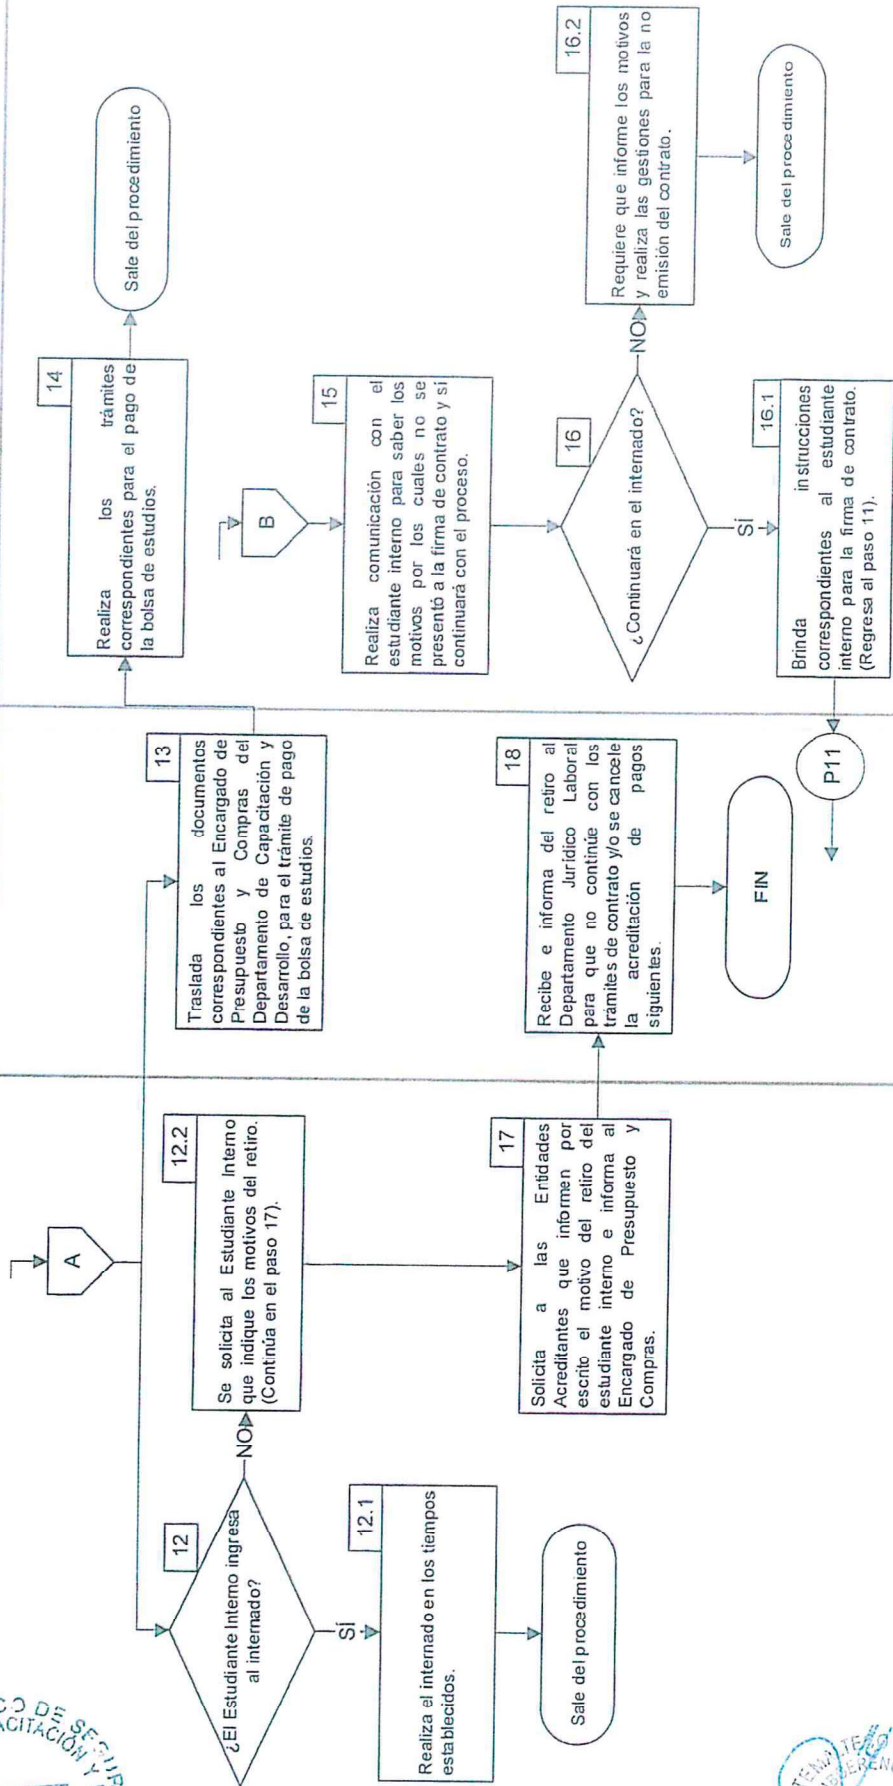 A
12
¿El Estudiante Interno ingresa
al internado?
NO
SÍ
12.1
Realiza el internado en los tiempos
establecidos.
Sale del procedimiento
12.2
Se solicita al Estudiante Interno
que indique los motivos del retiro.
(Continúa en el paso 17).
17
Solicita a las Entidades
Acreditantes que informen por
escrito el motivo del retiro del
estudiante interno e informa al
Encargado de Presupuesto y
Compras.
13
Traslada los documentos
correspondientes al Encargado de
Presupuesto y Compras del
Departamento de Capacitación y
Desarrollo, para el trámite de pago
de la bolsa de estudios.
18
Recibe e informa del retiro al
Departamento Jurídico Laboral
para que no continúe con los
trámites de contrato y/o se cancele
la acreditación de pagos
siguientes.
FIN
P11
14
Realiza los trámites
correspondientes para el pago de
la bolsa de estudios.
Sale del procedimiento
B
15
Realiza comunicación con el
estudiante interno para saber los
motivos por los cuales no se
presentó a la firma de contrato y si
continuará con el proceso.
16
¿Continuará en el internado?
NO
SÍ
16.1
Brinda instrucciones
correspondientes al estudiante
interno para la firma de contrato.
(Regresa al paso 11).
16.2
Requiere que informe los motivos
y realiza las gestiones para la no
emisión del contrato.
Sale del procedimiento
CO DE SEGUR
ACITACIÓN Y